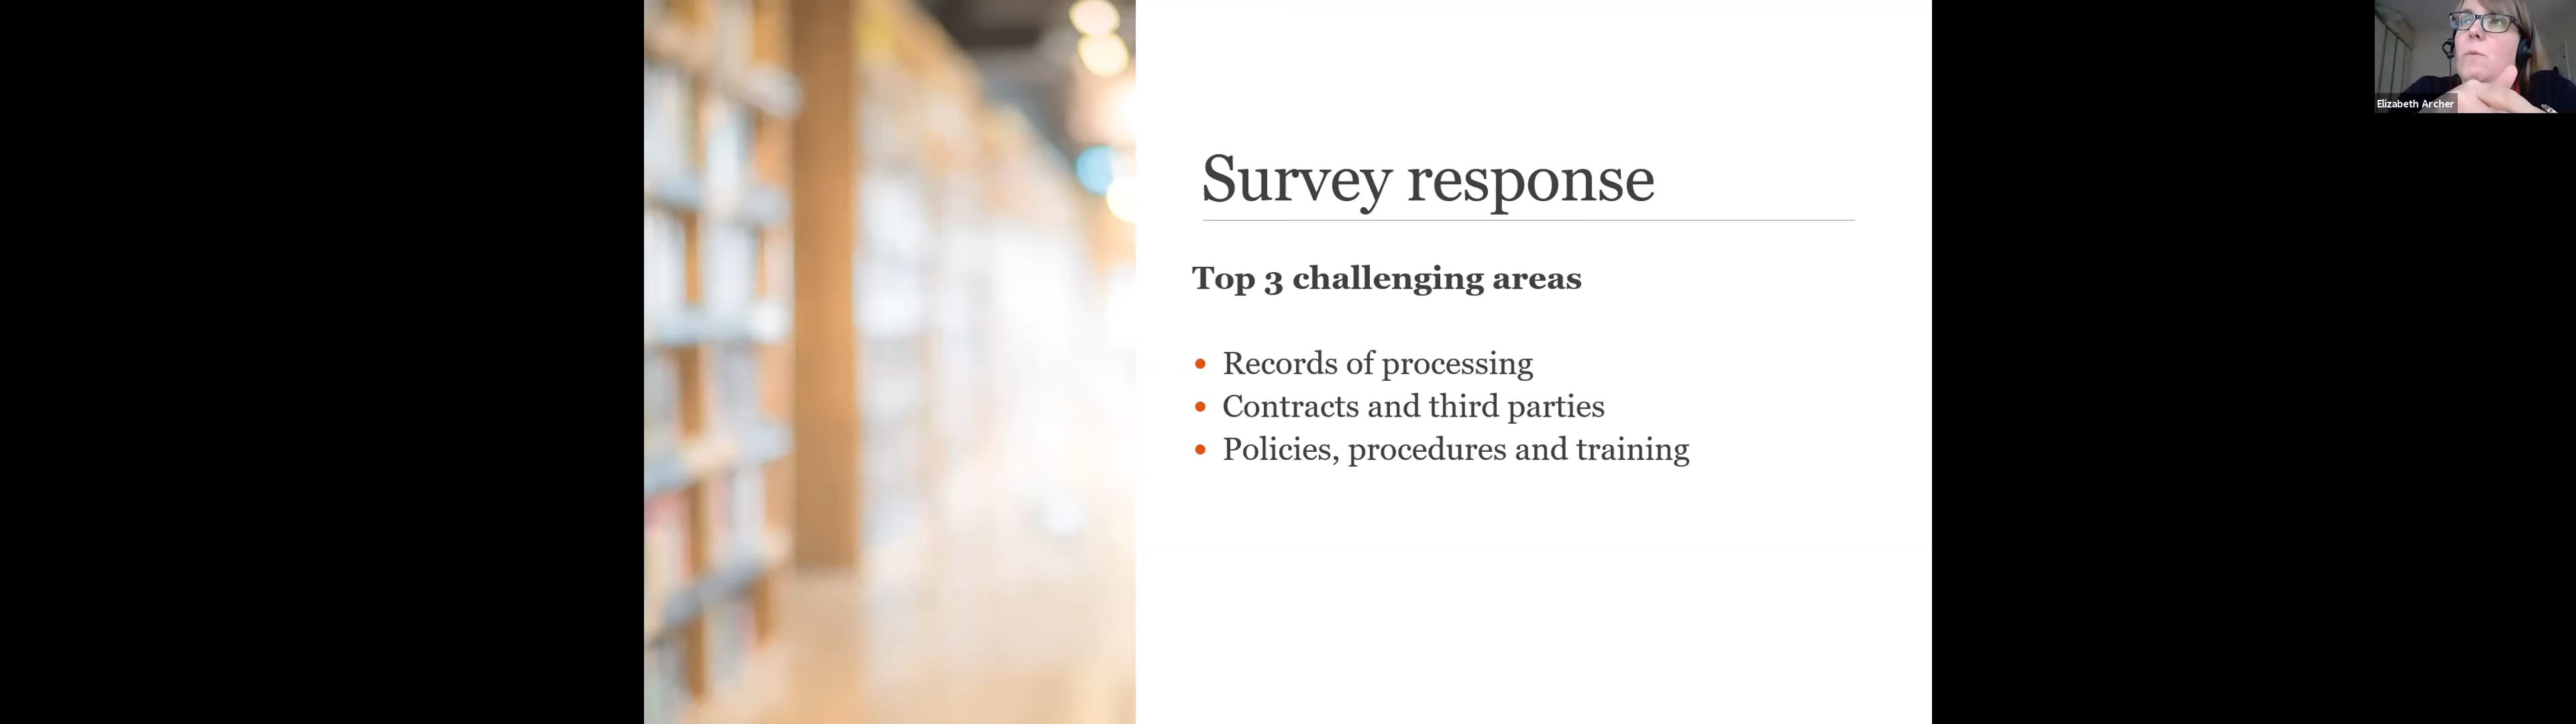 Survey response
Top 3 challenging areas
• Records of processing
• Contracts and third parties
• Policies, procedures and training
Elizabeth Archer